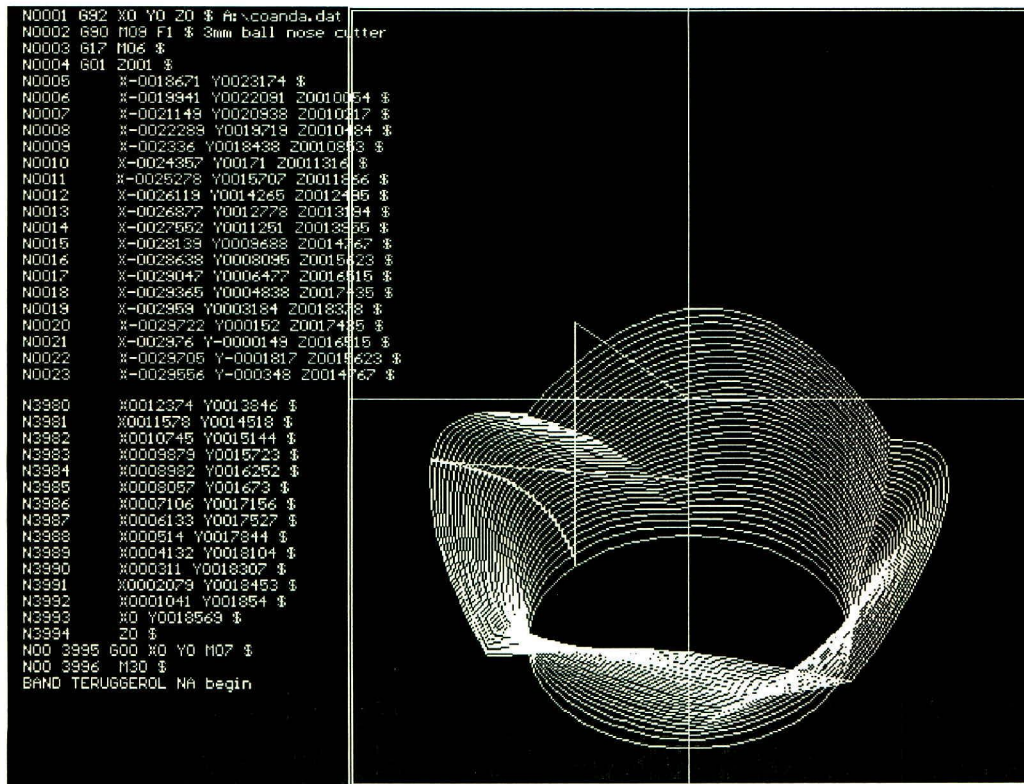 N0001 G92 X0 Y0 Z0 $ A:\coanda.dat
N0002 G90 M09 F1 $ 3mm ball nose cutter
N0003 G17 M06 $
N0004 G01 Z001 $
N0005 X-0018671 Y0023174 $
N0006 X-0019941 Y0022091 Z0010054 $
N0007 X-0021149 Y0020938 Z0010217 $
N0008 X-0022289 Y0019719 Z0010484 $
N0009 X-002336 Y0018438 Z0010853 $
N0010 X-0024357 Y00171 Z0011316 $
N0011 X-0025278 Y0015707 Z0011866 $
N0012 X-0026119 Y0014265 Z0012495 $
N0013 X-0026877 Y0012778 Z0013194 $
N0014 X-0027552 Y0011251 Z0013955 $
N0015 X-0028139 Y0009688 Z0014767 $
N0016 X-0028638 Y0008095 Z0015623 $
N0017 X-0029047 Y0006477 Z0016515 $
N0018 X-0029365 Y0004838 Z0017435 $
N0019 X-002959 Y0003184 Z0018378 $
N0020 X-0029722 Y000152 Z0017435 $
N0021 X-002976 Y-0000149 Z0016515 $
N0022 X-0029705 Y-0001817 Z0015623 $
N0023 X-0029556 Y-000348 Z0014767 $
N3980 X0012374 Y0013846 $
N3981 X0011578 Y0014518 $
N3982 X0010745 Y0015144 $
N3983 X0009879 Y0015723 $
N3984 X0008982 Y0016252 $
N3985 X0008057 Y001673 $
N3986 X0007106 Y0017156 $
N3987 X0006133 Y0017527 $
N3988 X000514 Y0017844 $
N3989 X0004132 Y0018104 $
N3990 X000311 Y0018307 $
N3991 X0002079 Y0018453 $
N3992 X0001041 Y001854 $
N3993 X0 Y0018569 $
N3994 Z0 $
N00 3995 G00 X0 Y0 M07 $
N00 3996 M30 $
BAND TERUGGEROL NA begin